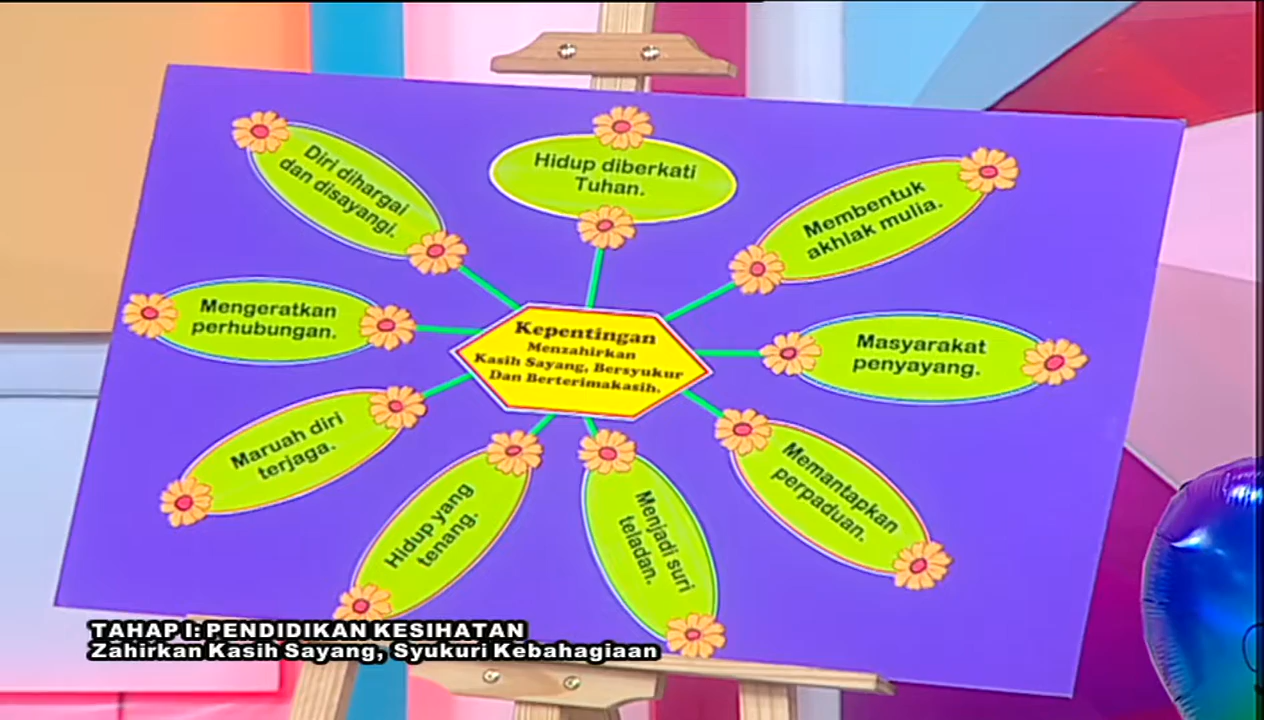 Hidup diberkati
Tuhan.
Diri dihargai
dan disayangi.
Membentuk
akhlak mulia.
Mengeratkan
perhubungan.
Kepentingan
Menzahirkan
Kasih Sayang, Bersyukur
Dan Berterimakasih.
Masyarakat
penyayang.
Maruah diri
terjaga.
Hidup yang
tenang.
Menjadi suri
teladan.
Memantapkan
perpaduan.
TAHAP I: PENDIDIKAN KESIHATAN
Zahirkan Kasih Sayang, Syukuri Kebahagiaan